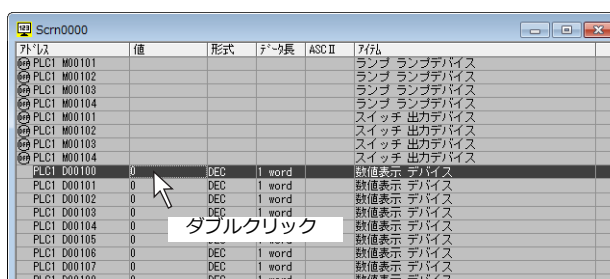 Scrn0000
アドレス 値 形式 データ長 ASCⅡ アイテム
OFF PLC1 M00101 ランプ ランプデバイス
OFF PLC1 M00102 ランプ ランプデバイス
OFF PLC1 M00103 ランプ ランプデバイス
OFF PLC1 M00104 ランプ ランプデバイス
OFF PLC1 M00101 スイッチ 出力デバイス
OFF PLC1 M00102 スイッチ 出力デバイス
OFF PLC1 M00103 スイッチ 出力デバイス
OFF PLC1 M00104 スイッチ 出力デバイス
PLC1 D00100 0 DEC 1 word 数値表示 デバイス
PLC1 D00101 0 DEC 1 word 数値表示 デバイス
PLC1 D00102 0 DEC 1 word 数値表示 デバイス
PLC1 D00103 0 DEC 1 word 数値表示 デバイス
PLC1 D00104 0 数値表示 デバイス
ダブルクリック
PLC1 D00105 0 DEC 1 word 数値表示 デバイス
PLC1 D00106 0 DEC 1 word 数値表示 デバイス
PLC1 D00107 0 DEC 1 word 数値表示 デバイス